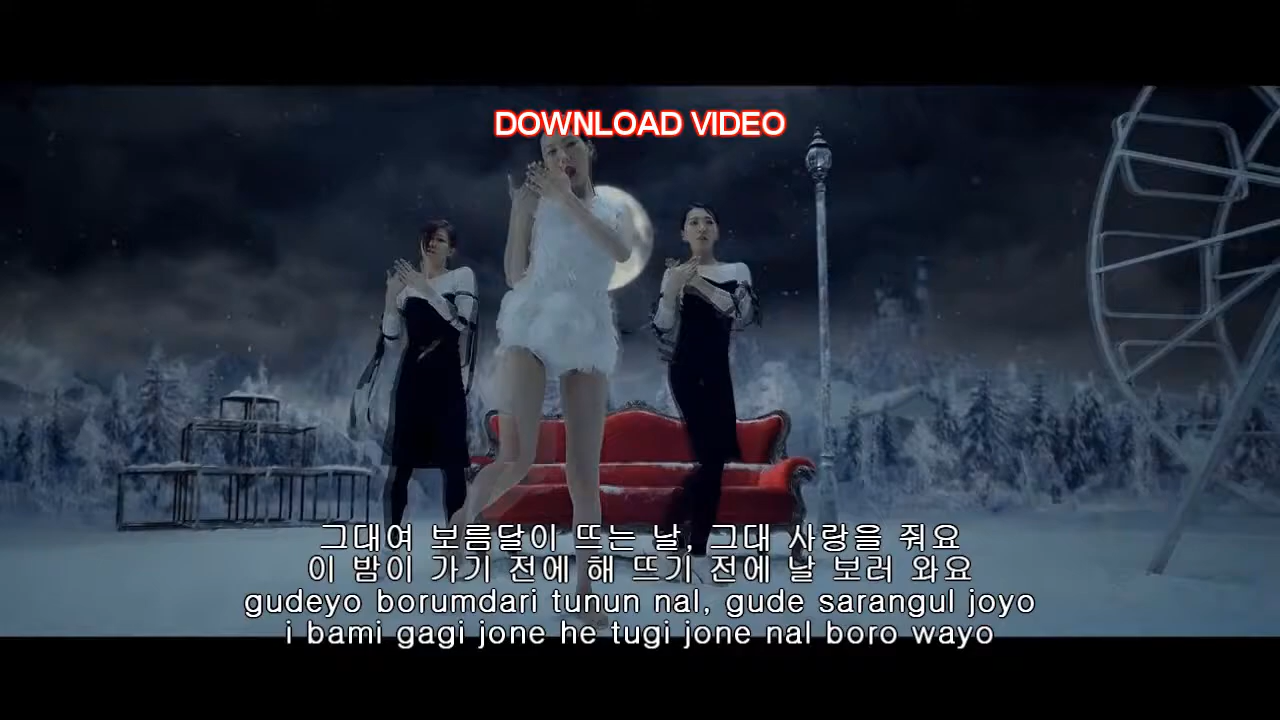 DOWNLOAD VIDEO
그대여 보름달이 뜨는 날, 그대 사랑을 줘요
이 밤이 가기 전에 해 뜨기 전에 날 보러 와요
gudeyo borumdari tunun nal, gude sarangul joyo
i bami gagi jone he tugi jone nal boro wayo